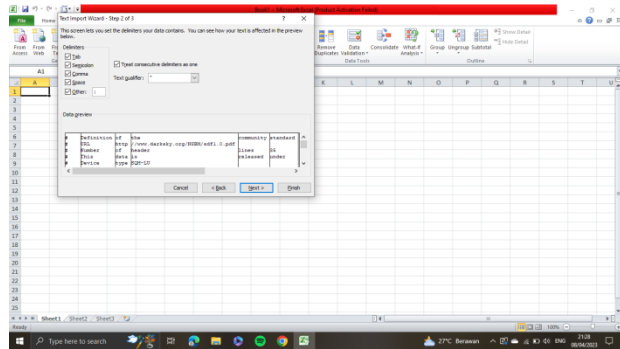 Book1 - Microsoft Excel (Product Activation Failed)
File
Home
Text Import Wizard - Step 2 of 3
This screen lets you set the delimiters your data contains. You can see how your text is affected in the preview
below.
Delimiters
Tab
Semicolon
Comma
Space
Other:
Treat consecutive delimiters as one
Text qualifier: "
Data preview
# Definition of the community standard
# URL http //www.darksky.org/NSBM/sdf1.0.pdf
# Number of header lines 36
# This data is released under
# Device type SQM-LU
Cancel < Back Next > Finish
From Access
From Web
Remove Duplicates
Data Validation
Consolidate
What-If Analysis
Group
Ungroup
Subtotal
Show Detail
Hide Detail
Data Tools
Outline
A1
A K L M N O P Q R S T U
1
2
3
4
5
6
7
8
9
10
11
12
13
14
15
16
17
18
19
20
21
22
23
24
25
Sheet1 Sheet2 Sheet3
Ready
100%
Type here to search
27°C Berawan
ENG
21:28
08/04/2023